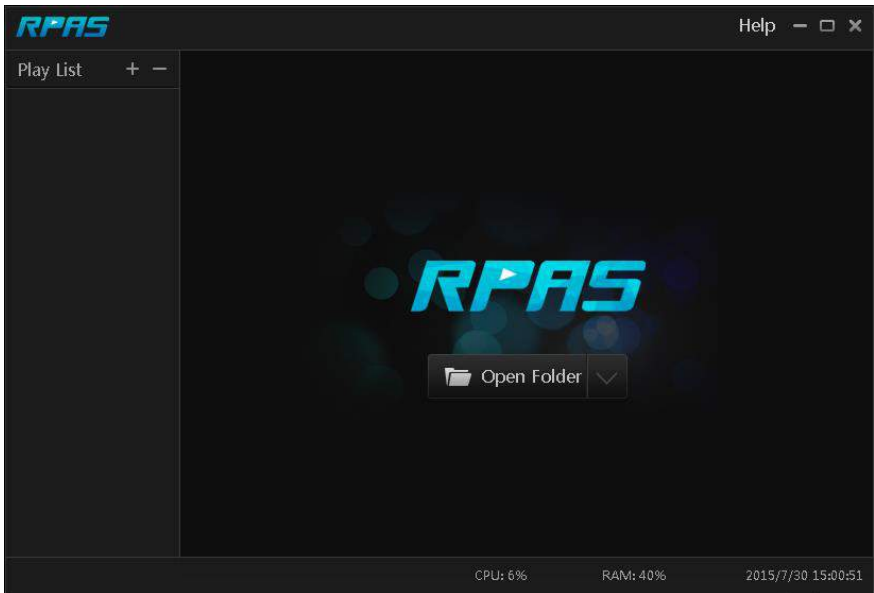 RPAS Help
Play List + −
RPAS
Open Folder
CPU: 6% RAM: 40% 2015/7/30 15:00:51